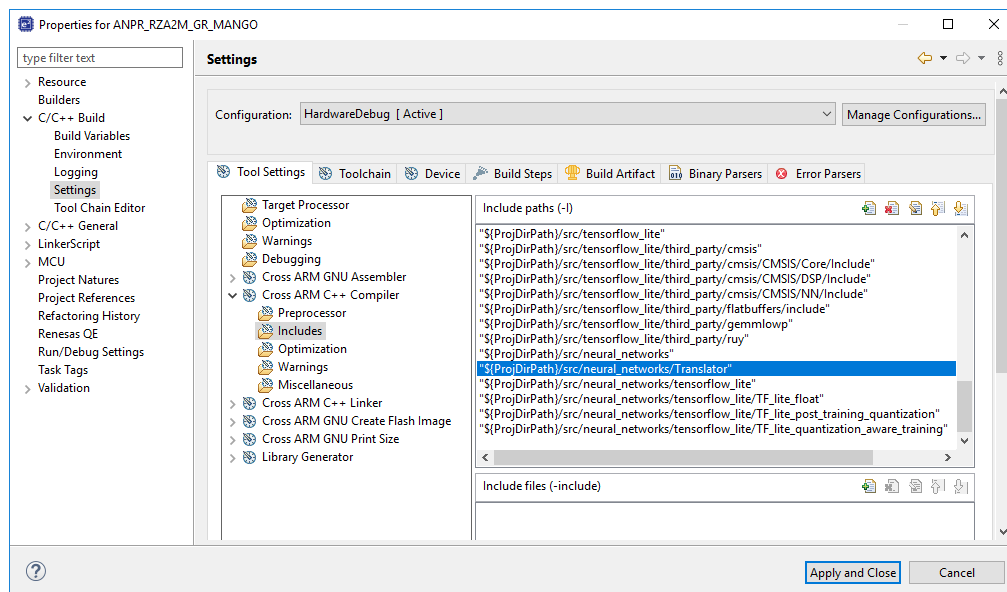 Properties for ANPR_RZA2M_GR_MANGO
type filter text
Resource
Builders
C/C++ Build
Build Variables
Environment
Logging
Settings
Tool Chain Editor
C/C++ General
LinkerScript
MCU
Project Natures
Project References
Refactoring History
Renesas QE
Run/Debug Settings
Task Tags
Validation
Settings
Configuration: HardwareDebug [ Active ] Manage Configurations...
Tool Settings Toolchain Device Build Steps Build Artifact Binary Parsers Error Parsers
Target Processor
Optimization
Warnings
Debugging
Cross ARM GNU Assembler
Cross ARM C++ Compiler
Preprocessor
Includes
Optimization
Warnings
Miscellaneous
Cross ARM C++ Linker
Cross ARM GNU Create Flash Image
Cross ARM GNU Print Size
Library Generator
Include paths (-I)
"${ProjDirPath}/src/tensorflow_lite"
"${ProjDirPath}/src/tensorflow_lite/third_party/cmsis"
"${ProjDirPath}/src/tensorflow_lite/third_party/cmsis/CMSIS/Core/Include"
"${ProjDirPath}/src/tensorflow_lite/third_party/cmsis/CMSIS/DSP/Include"
"${ProjDirPath}/src/tensorflow_lite/third_party/cmsis/CMSIS/NN/Include"
"${ProjDirPath}/src/tensorflow_lite/third_party/flatbuffers/include"
"${ProjDirPath}/src/tensorflow_lite/third_party/gemmlowp"
"${ProjDirPath}/src/tensorflow_lite/third_party/ruy"
"${ProjDirPath}/src/neural_networks"
"${ProjDirPath}/src/neural_networks/Translator"
"${ProjDirPath}/src/neural_networks/tensorflow_lite"
"${ProjDirPath}/src/neural_networks/tensorflow_lite/TF_lite_float"
"${ProjDirPath}/src/neural_networks/tensorflow_lite/TF_lite_post_training_quantization"
"${ProjDirPath}/src/neural_networks/tensorflow_lite/TF_lite_quantization_aware_training"
Include files (-include)
Apply and Close Cancel